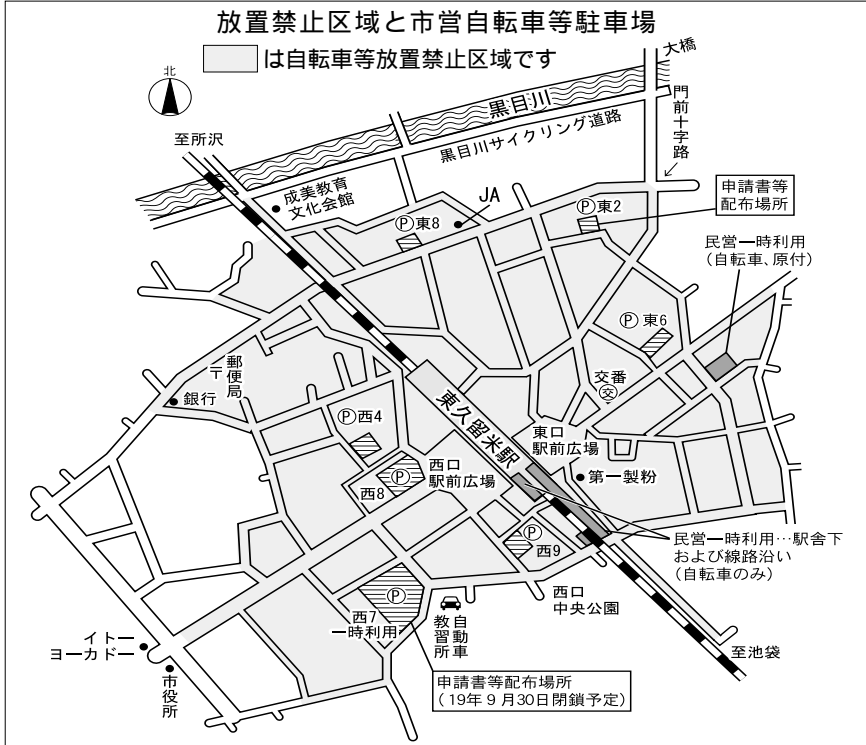 放置禁止区域と市営自転車等駐車場
は自転車等放置禁止区域です
北
大橋
門前十字路
黒目川
黒目川サイクリング道路
至所沢
成美教育
文化会館
JA
Ⓟ東8
Ⓟ東2
申請書等
配布場所
民営一時利用
(自転車、原付)
Ⓟ東6
交番
交
郵便局
〒
銀行
Ⓟ西4
東久留米駅
東口
駅前広場
西口
駅前広場
Ⓟ
西8
第一製粉
Ⓟ
西9
民営一時利用…駅舎下
および線路沿い
(自転車のみ)
西口
中央公園
Ⓟ
西7
一時利用
自動車
教習所
イトー
ヨーカドー
市役所
至池袋
申請書等配布場所
(19年9月30日閉鎖予定)